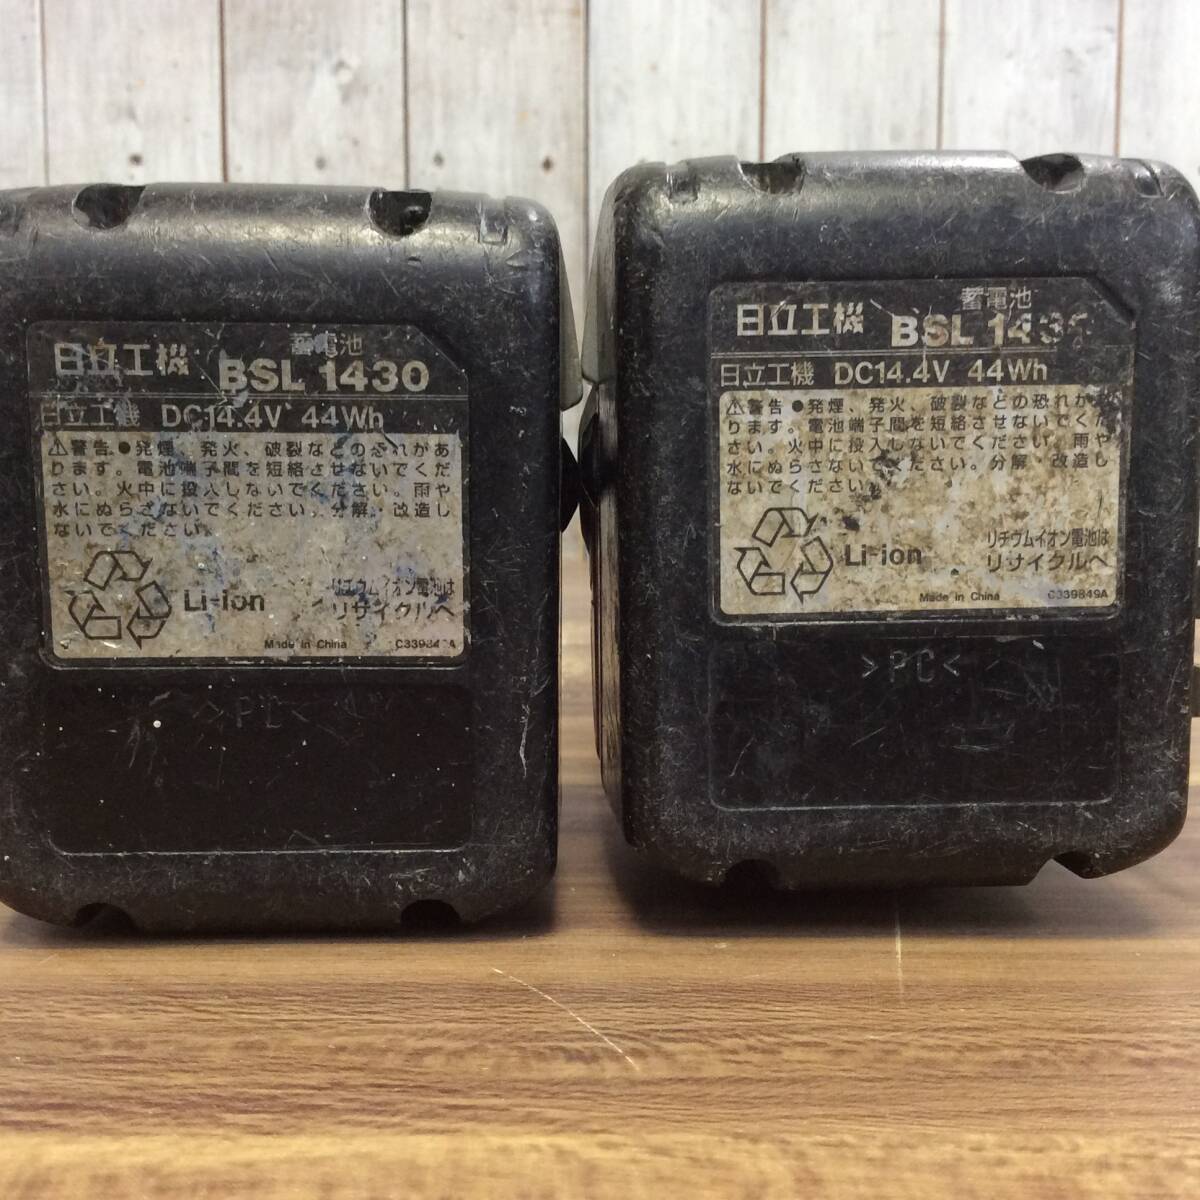 蓄電池
日立工機 BSL 1430
日立工機 DC14.4V 44Wh
⚠警告 ●発煙、発火、破裂などの恐れがあ
ります。電池端子間を短絡させないでくだ
さい。火中に投入しないでください。雨や
水にぬらさないでください。分解・改造し
ないでください。
Li-ion
リチウムイオン電池は
リサイクルへ
Made in China
>PC<
蓄電池
日立工機 BSL
日立工機 DC14.4V 44Wh
⚠警告 ●発煙、発火、破裂などの恐れが
ります。電池端子間を短絡させないでくだ
さい。火中に投入しないでください。雨や
水にぬらさないでください。分解・改造し
ないでください。
Li-ion
リチウムイオン電池は
リサイクルへ
Made in China C339849A
>PC<